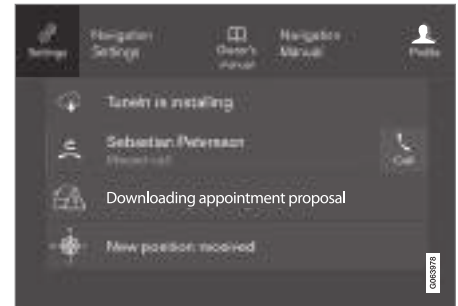 Settings
Navigation
Settings
Owner's
manual
Navigation
Manual
Profile
TuneIn is installing
Sebastian Petersson
Missed call
Call
Downloading appointment proposal
New position received
G063978